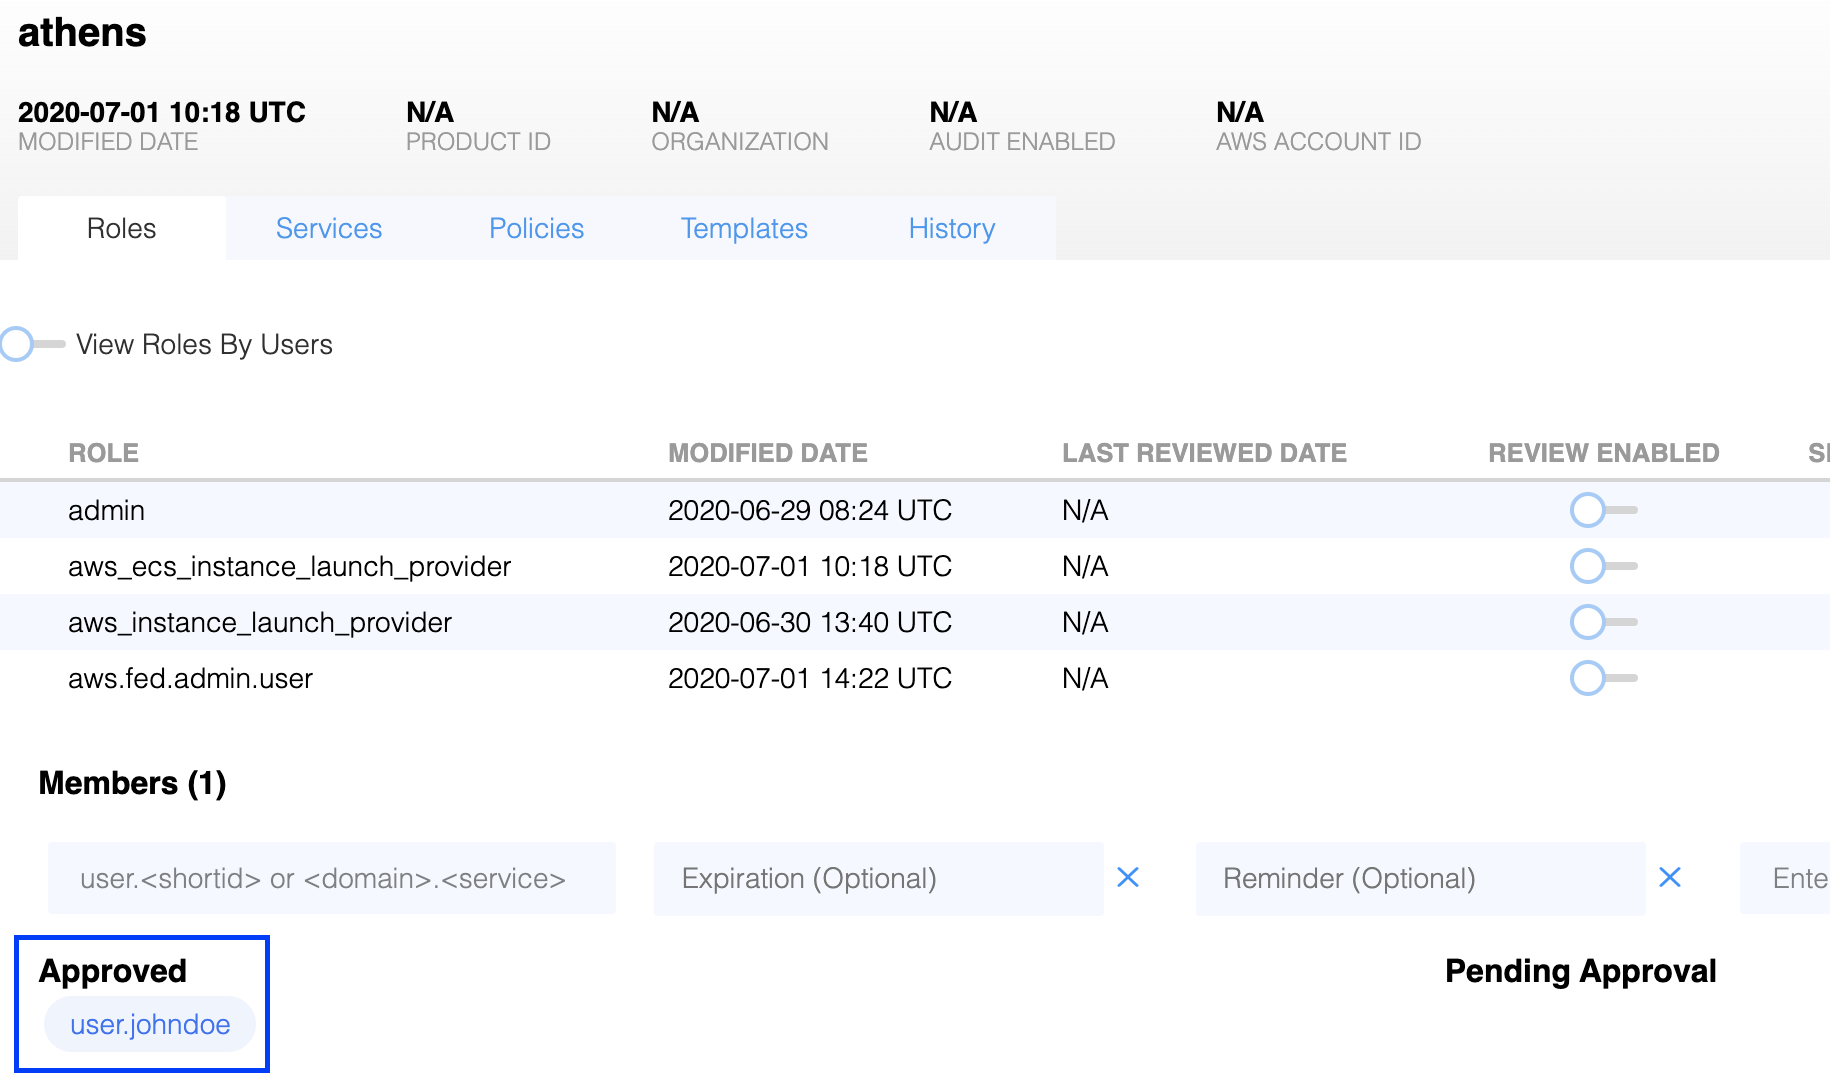 athens
2020-07-01 10:18 UTC N/A N/A N/A N/A
MODIFIED DATE PRODUCT ID ORGANIZATION AUDIT ENABLED AWS ACCOUNT ID
Roles Services Policies Templates History
View Roles By Users
ROLE MODIFIED DATE LAST REVIEWED DATE REVIEW ENABLED
admin 2020-06-29 08:24 UTC N/A
aws_ecs_instance_launch_provider 2020-07-01 10:18 UTC N/A
aws_instance_launch_provider 2020-06-30 13:40 UTC N/A
aws.fed.admin.user 2020-07-01 14:22 UTC N/A
Members (1)
user.<shortid> or <domain>.<service> Expiration (Optional) Reminder (Optional) Ente
Approved Pending Approval
user.johndoe